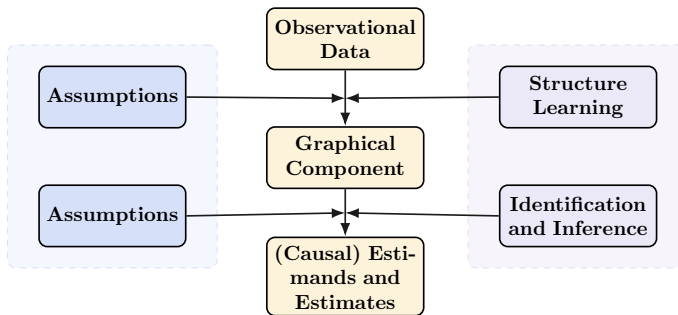 Observational
Data
Assumptions
Structure
Learning
Graphical
Component
Assumptions
Identification
and Inference
(Causal) Esti-
mands and
Estimates